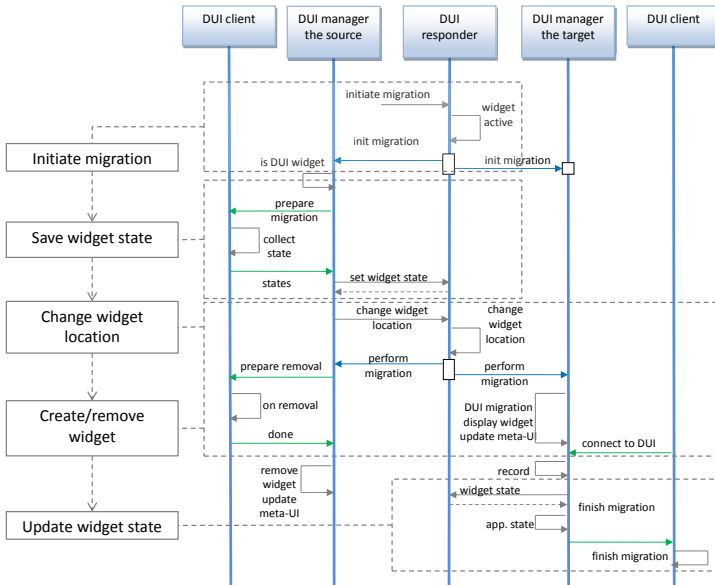 DUI client
DUI manager
the source
DUI
responder
DUI manager
the target
DUI client
initiate migration
widget
active
init migration
init migration
Initiate migration
is DUI widget
prepare
migration
Save widget state
collect
state
states
set widget state
Change widget
location
change widget
location
change
widget
location
prepare removal
perform
migration
perform
migration
Create/remove
widget
on removal
DUI migration
display widget
update meta-UI
done
connect to DUI
remove
widget
update
meta-UI
record
widget state
finish migration
Update widget state
app. state
finish migration